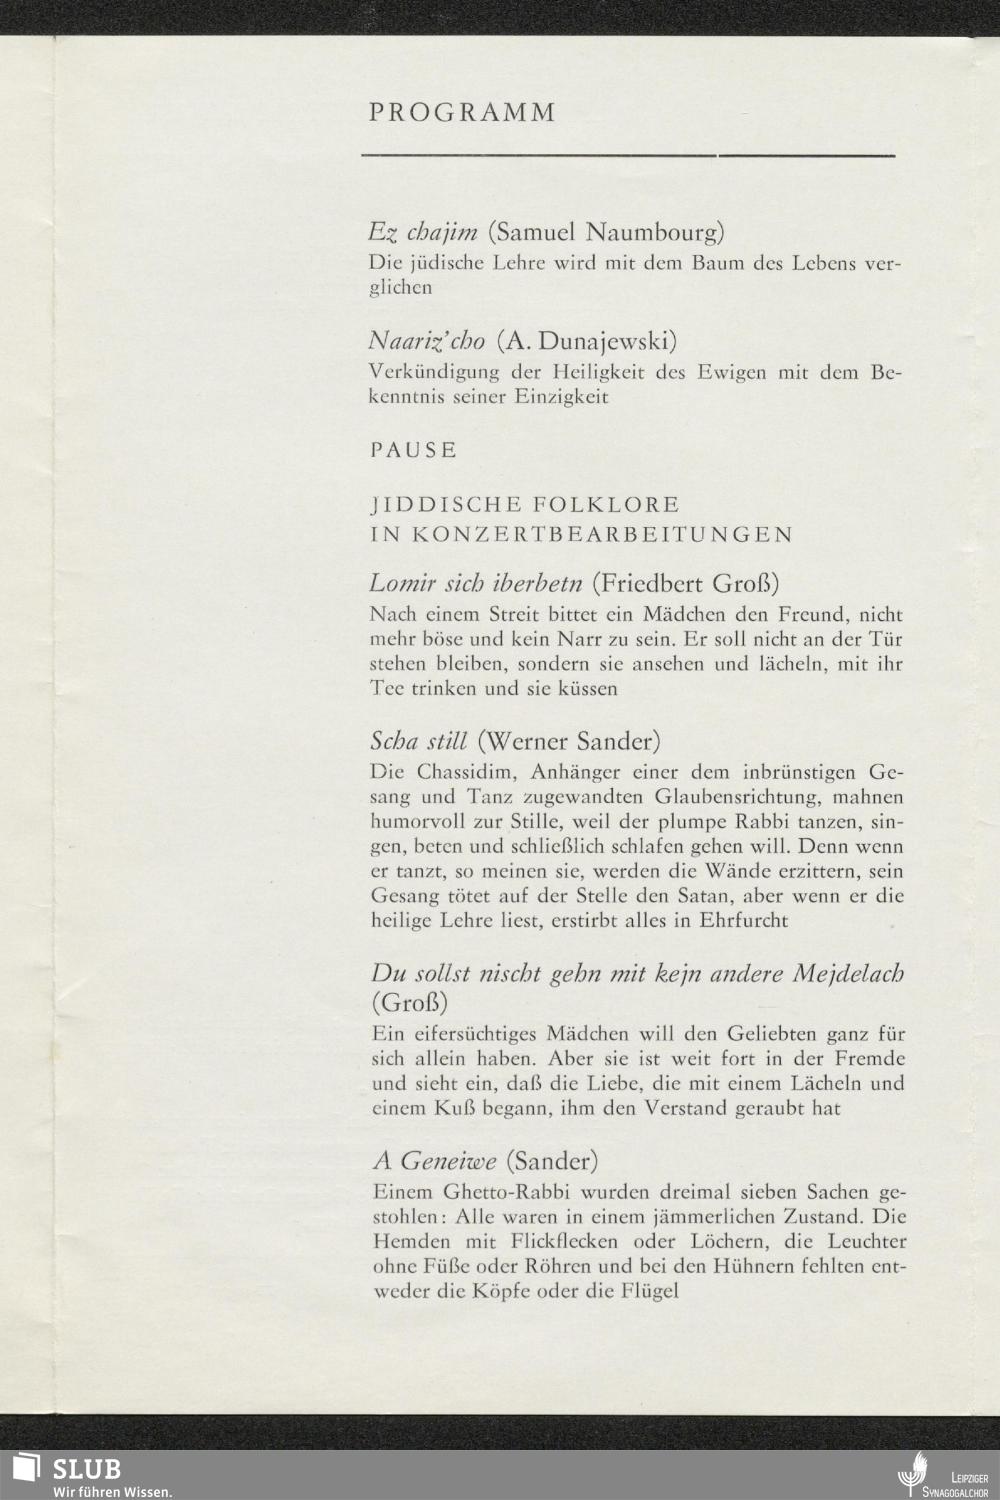 PROGRAMM
Ez chajim (Samuel Naumbourg)
Die jüdische Lehre wird mit dem Baum des Lebens ver-
glichen
Naariz'cho (A. Dunajewski)
Verkündigung der Heiligkeit des Ewigen mit dem Be-
kenntnis seiner Einzigkeit
PAUSE
JIDDISCHE FOLKLORE
IN KONZERTBEARBEITUNGEN
Lomir sich iberbetn (Friedbert Groß)
Nach einem Streit bittet ein Mädchen den Freund, nicht
mehr böse und kein Narr zu sein. Er soll nicht an der Tür
stehen bleiben, sondern sie ansehen und lächeln, mit ihr
Tee trinken und sie küssen
Scha still (Werner Sander)
Die Chassidim, Anhänger einer dem inbrünstigen Ge-
sang und Tanz zugewandten Glaubensrichtung, mahnen
humorvoll zur Stille, weil der plumpe Rabbi tanzen, sin-
gen, beten und schließlich schlafen gehen will. Denn wenn
er tanzt, so meinen sie, werden die Wände erzittern, sein
Gesang tötet auf der Stelle den Satan, aber wenn er die
heilige Lehre liest, erstirbt alles in Ehrfurcht
Du sollst nischt gehn mit kejn andere Mejdelach
(Groß)
Ein eifersüchtiges Mädchen will den Geliebten ganz für
sich allein haben. Aber sie ist weit fort in der Fremde
und sieht ein, daß die Liebe, die mit einem Lächeln und
einem Kuß begann, ihm den Verstand geraubt hat
A Geneiwe (Sander)
Einem Ghetto-Rabbi wurden dreimal sieben Sachen ge-
stohlen: Alle waren in einem jämmerlichen Zustand. Die
Hemden mit Flickflecken oder Löchern, die Leuchter
ohne Füße oder Röhren und bei den Hühnern fehlten ent-
weder die Köpfe oder die Flügel
SLUB
Wir führen Wissen.
LEIPZIGER
SYNAGOGALCHOR